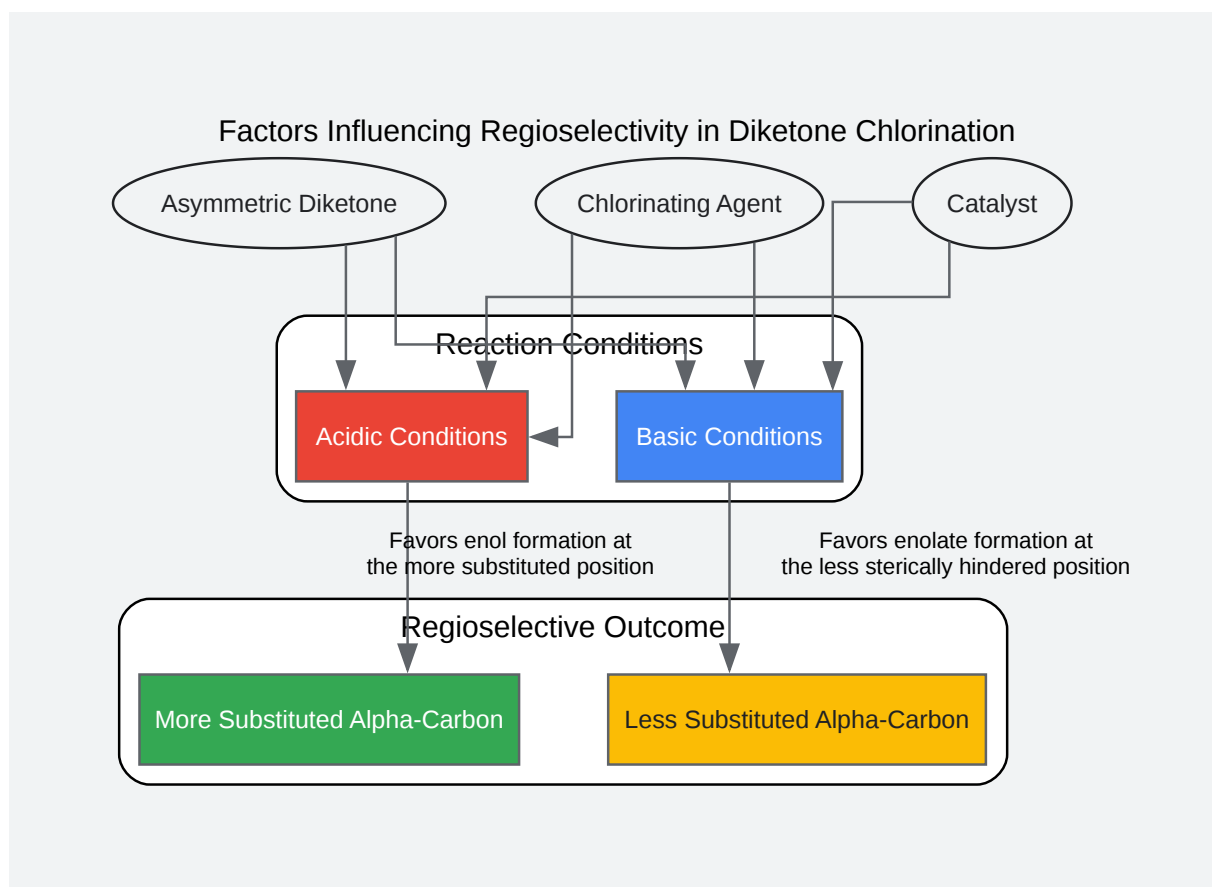 Factors Influencing Regioselectivity in Diketone Chlorination
Asymmetric Diketone
Chlorinating Agent
Catalyst
Reaction Conditions
Acidic Conditions
Basic Conditions
Favors enol formation at
the more substituted position
Favors enolate formation at
the less sterically hindered position
Regioselective Outcome
More Substituted Alpha-Carbon
Less Substituted Alpha-Carbon